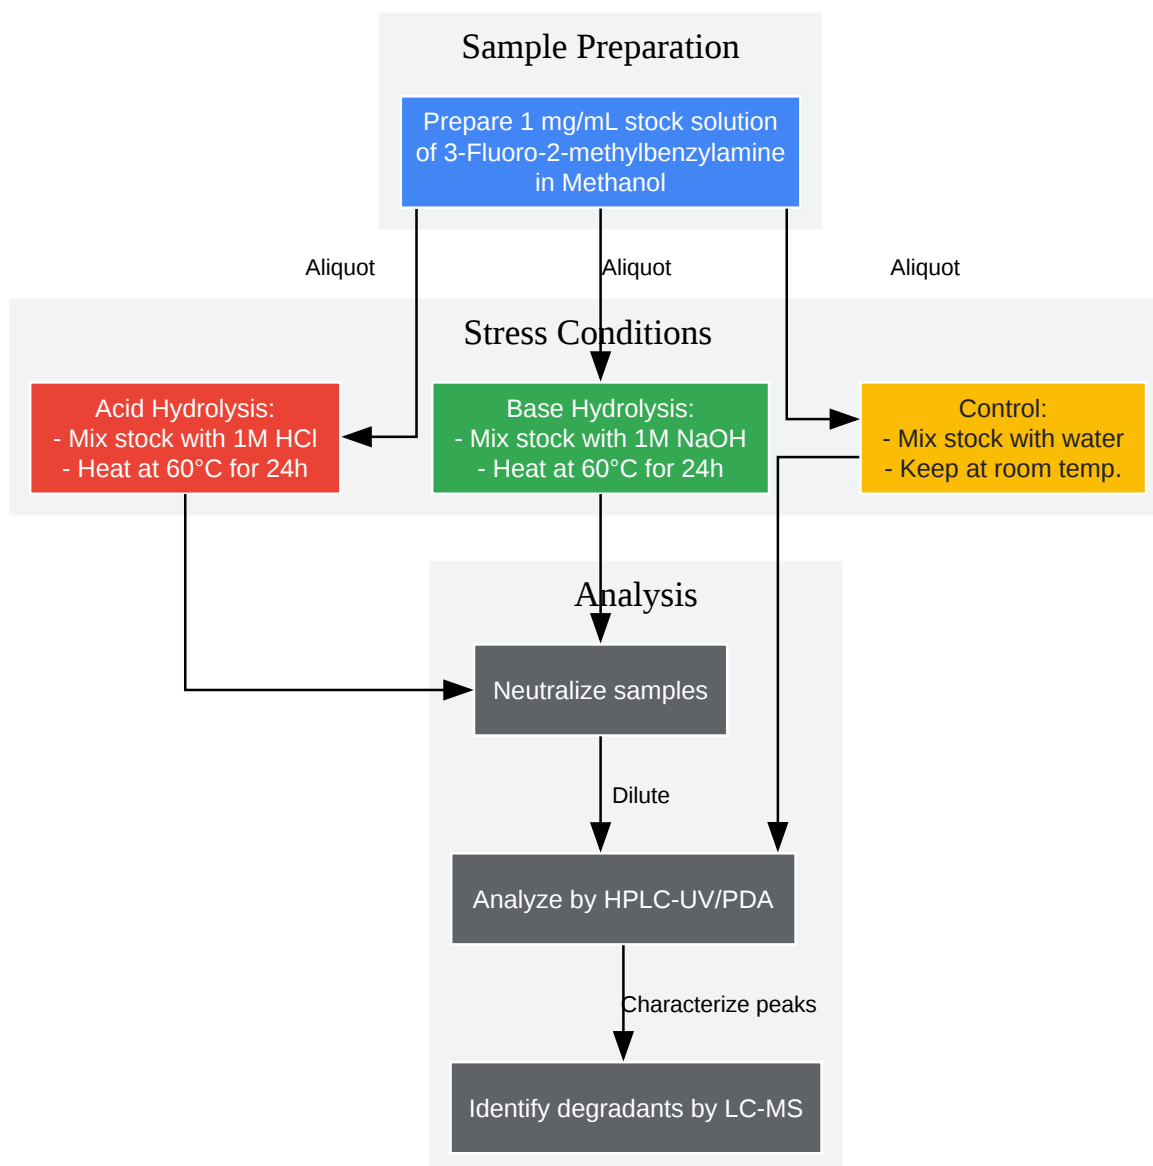 Sample Preparation
Prepare 1 mg/mL stock solution
of 3-Fluoro-2-methylbenzylamine
in Methanol
Aliquot
Aliquot
Aliquot
Stress Conditions
Acid Hydrolysis:
- Mix stock with 1M HCl
- Heat at 60°C for 24h
Base Hydrolysis:
- Mix stock with 1M NaOH
- Heat at 60°C for 24h
Control:
- Mix stock with water
- Keep at room temp.
Analysis
Neutralize samples
Dilute
Analyze by HPLC-UV/PDA
Characterize peaks
Identify degradants by LC-MS